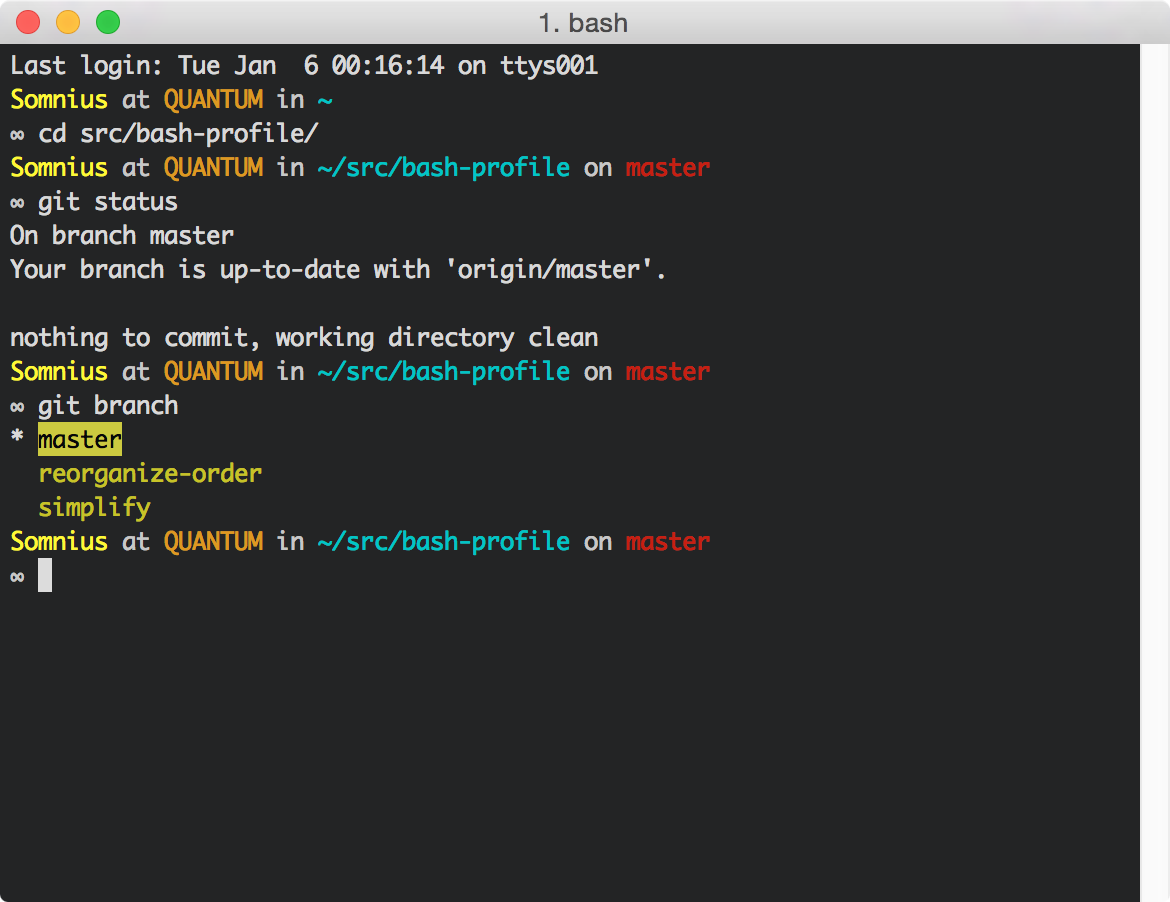 1. bash
Last login: Tue Jan  6 00:16:14 on ttys001
Somnius at QUANTUM in ~
∞ cd src/bash-profile/
Somnius at QUANTUM in ~/src/bash-profile on master
∞ git status
On branch master
Your branch is up-to-date with 'origin/master'.

nothing to commit, working directory clean
Somnius at QUANTUM in ~/src/bash-profile on master
∞ git branch
* master
  reorganize-order
  simplify
Somnius at QUANTUM in ~/src/bash-profile on master
∞